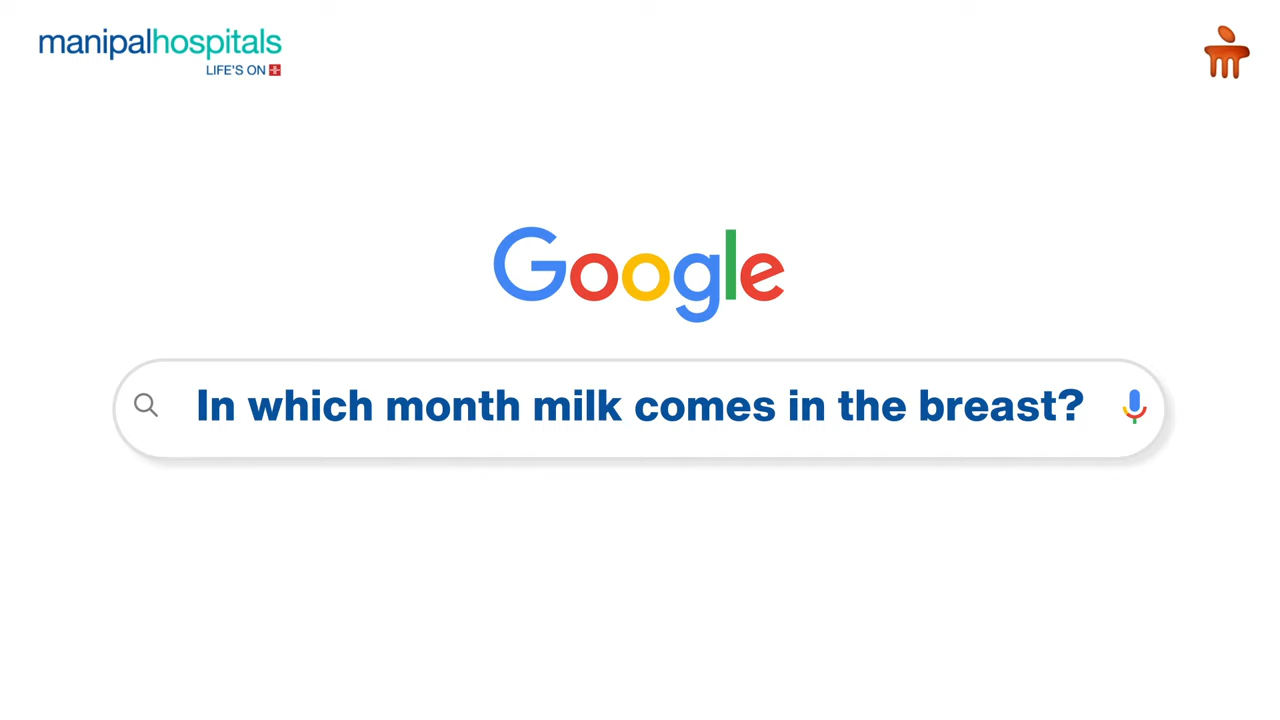 manipalhospitals
LIFE'S ON
Google
In which month milk comes in the breast?